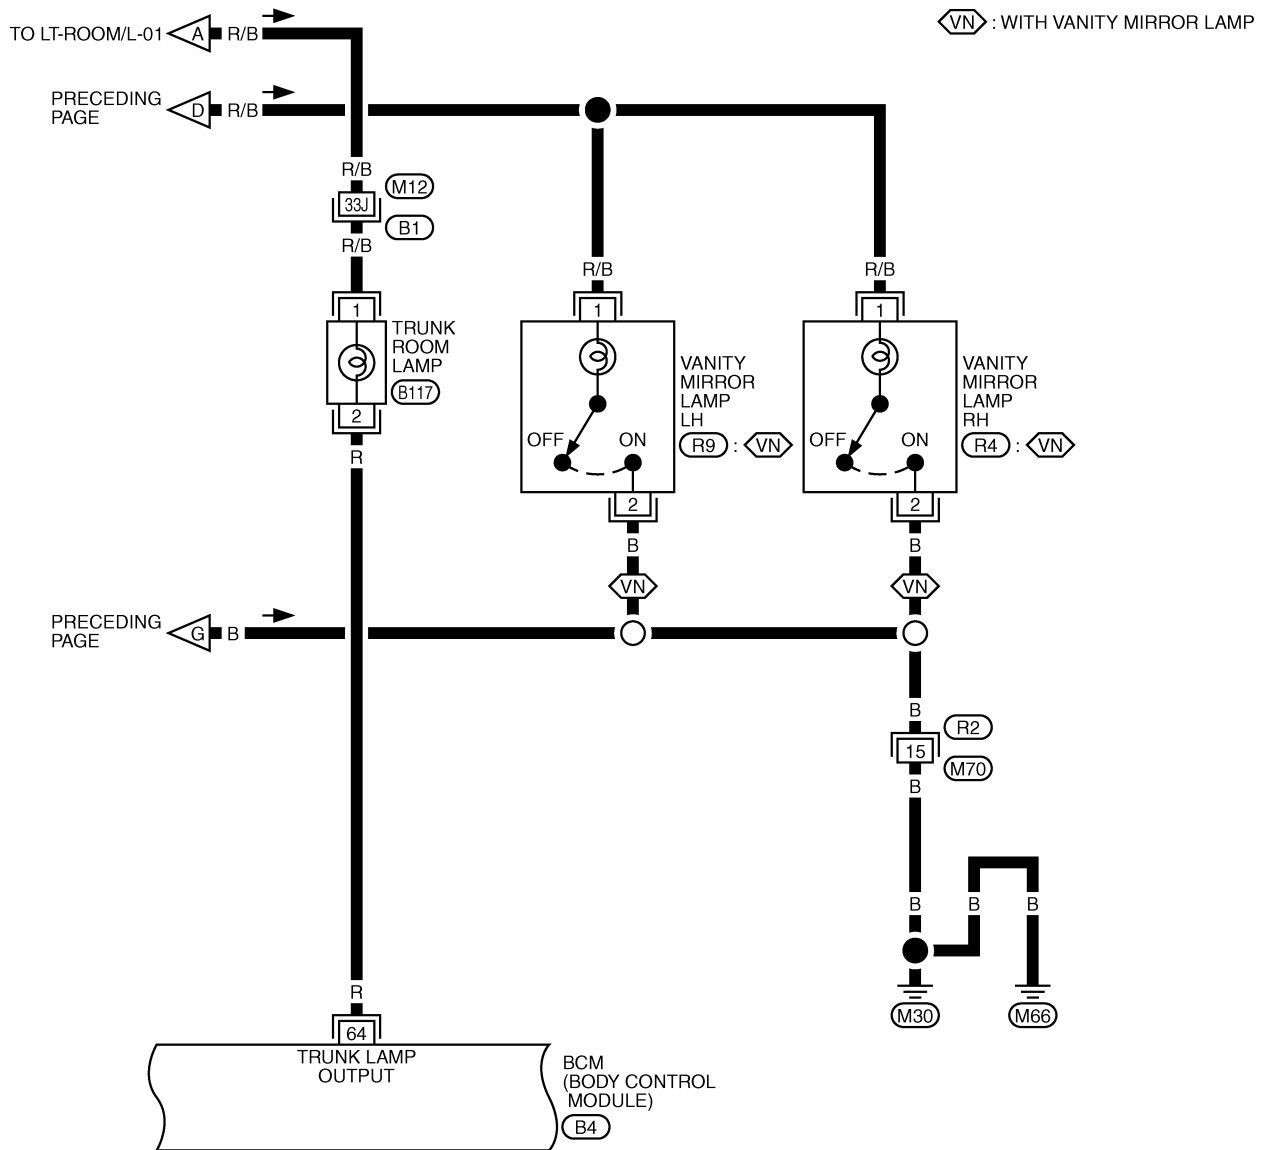 TO LT-ROOM/L-01 A R/B
VN : WITH VANITY MIRROR LAMP
PRECEDING
PAGE
D R/B
R/B
33J
M12
B1
R/B
R/B
R/B
1
TRUNK
ROOM
LAMP
B117
2
R
1
VANITY
MIRROR
LAMP
LH
R9 : VN
OFF ON
2
B
VN
1
VANITY
MIRROR
LAMP
RH
R4 : VN
OFF ON
2
B
VN
PRECEDING
PAGE
G B
B
15
R2
M70
B
B
B
B
M30
M66
R
64
TRUNK LAMP
OUTPUT
BCM
(BODY CONTROL
MODULE)
B4